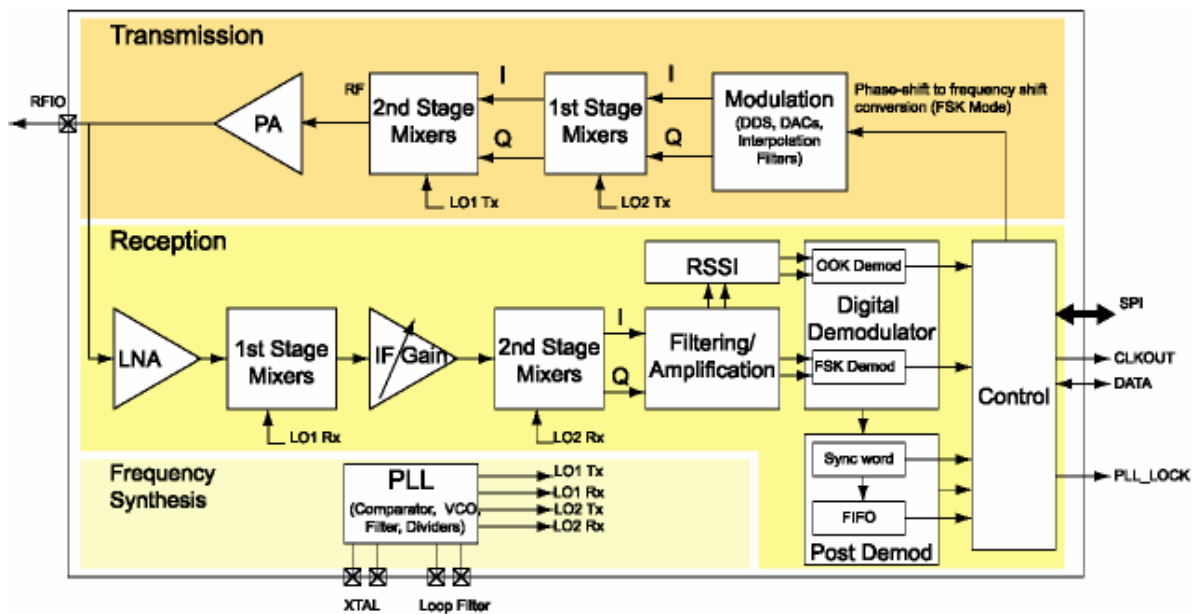 Transmission
RFIO
PA
RF
2nd Stage
Mixers
LO1 Tx
I
Q
1st Stage
Mixers
LO2 Tx
I
Q
Modulation
(DDS, DACs,
Interpolation
Filters)
Phase-shift to frequency shift
conversion (FSK Mode)
Reception
LNA
1st Stage
Mixers
LO1 Rx
IF Gain
2nd Stage
Mixers
LO2 Rx
I
Q
RSSI
Filtering/
Amplification
OOK Demod
Digital
Demodulator
FSK Demod
Sync word
FIFO
Post Demod
Control
SPI
CLKOUT
DATA
PLL_LOCK
Frequency
Synthesis
PLL
(Comparator, VCO,
Filter, Dividers)
LO1 Tx
LO1 Rx
LO2 Tx
LO2 Rx
XTAL
Loop Filter